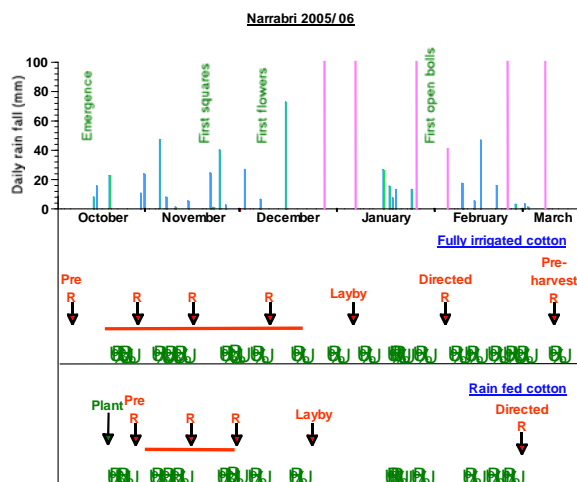 Narrabri 2005/06
Daily rain fall (mm)
100
80
60
40
20
0
Emergence
First squares
First flowers
First open bolls
October
November
December
January
February
March
Fully irrigated cotton
Pre
R
R
R
R
Layby
Directed
R
Pre-
harvest
R
Rain fed cotton
Plant
Pre
R
R
R
Layby
Directed
R